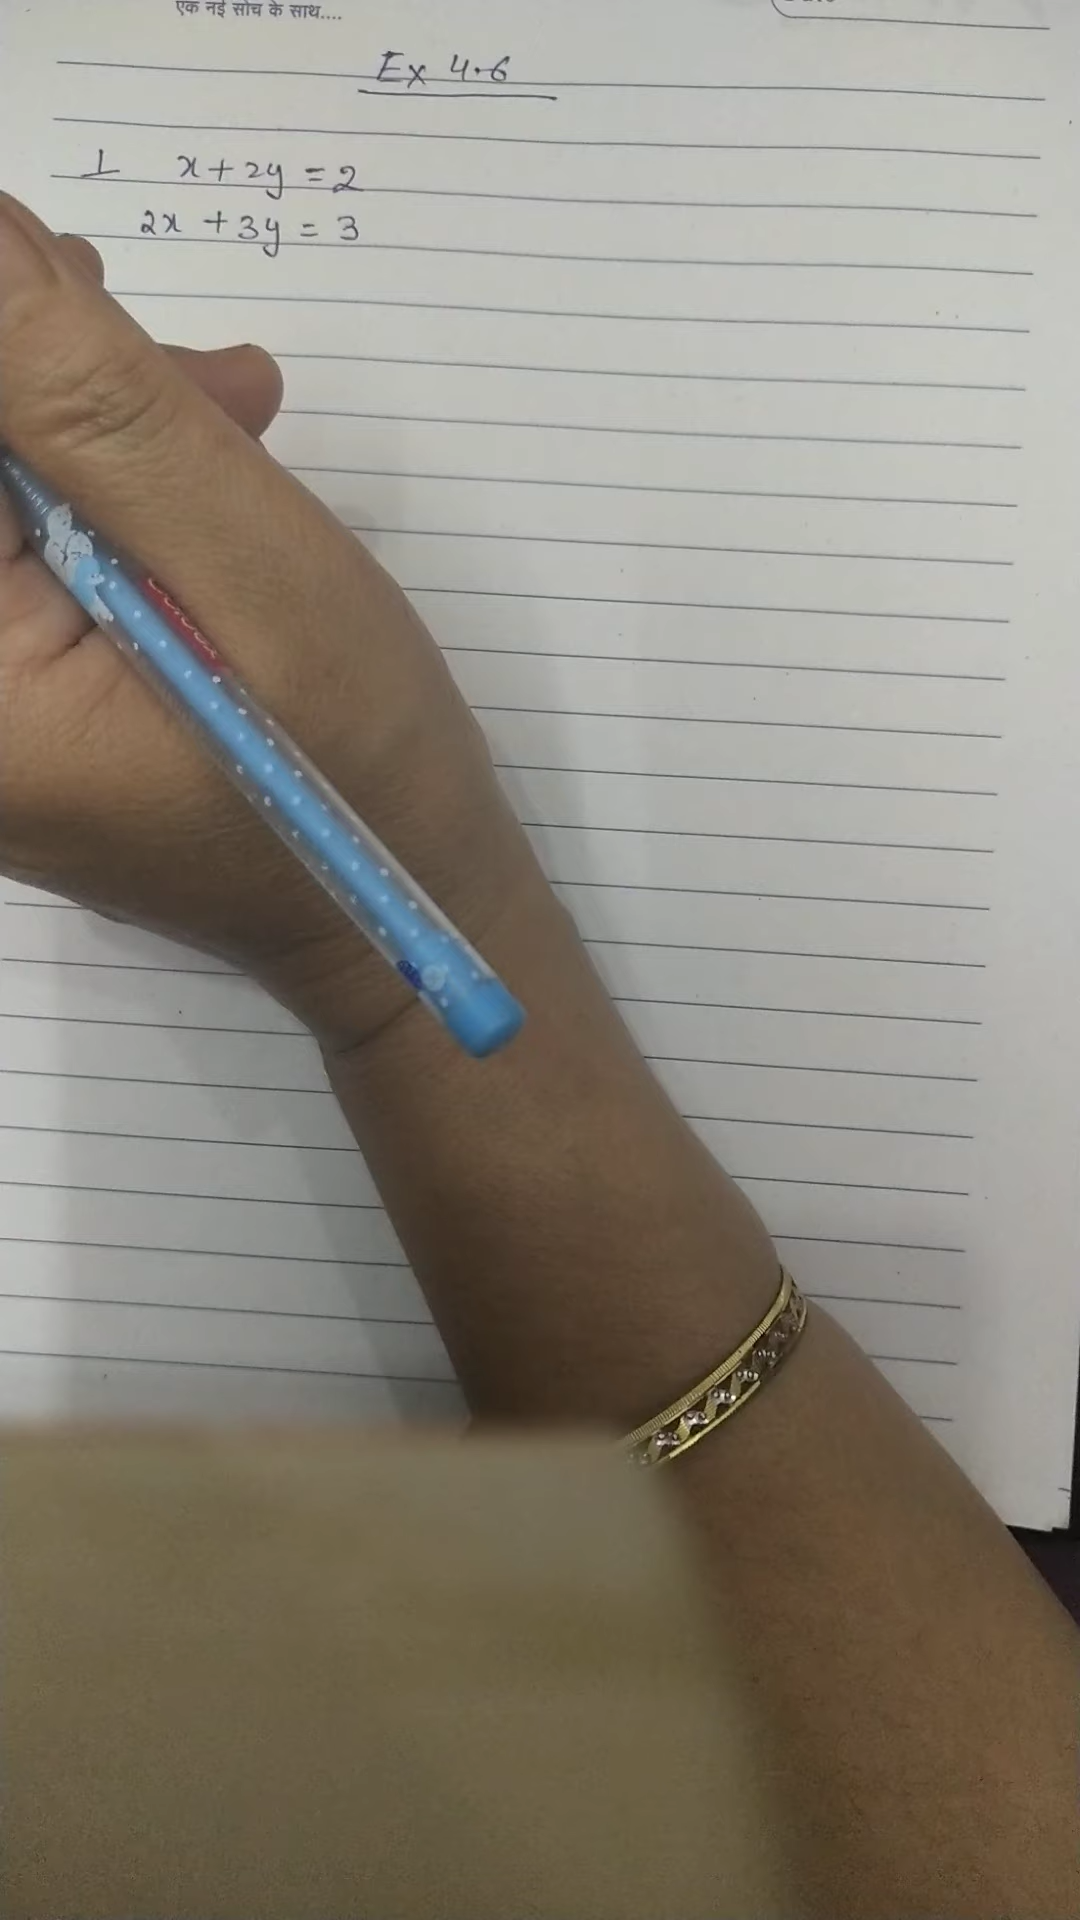 एक नई सोच के साथ....
Ex 4.6
1 x + 2y = 2
2x + 3y = 3